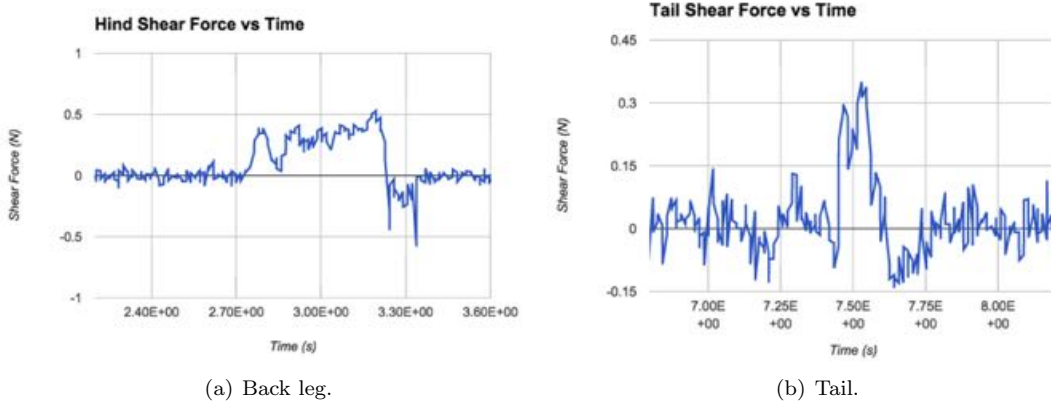 Hind Shear Force vs Time
Shear Force (N)
1
0.5
0
-0.5
-1
2.40E+00 2.70E+00 3.00E+00 3.30E+00 3.60E+00
Time (s)
(a) Back leg.
Tail Shear Force vs Time
Shear Force (N)
0.45
0.3
0.15
0
-0.15
7.00E 7.25E 7.50E 7.75E 8.00E
+00 +00 +00 +00 +00
Time (s)
(b) Tail.